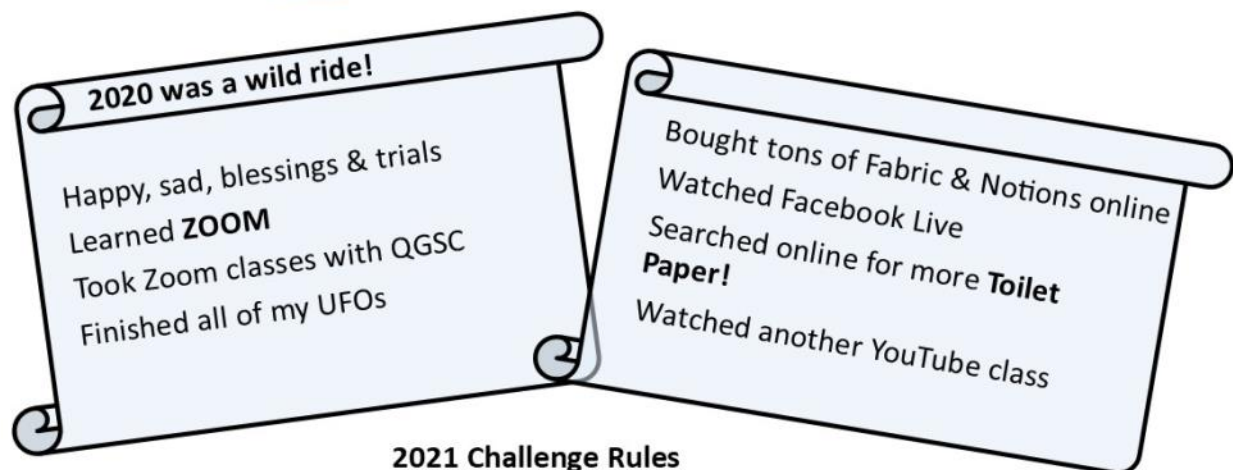 2020 was a wild ride!
Happy, sad, blessings & trials
Learned ZOOM
Took Zoom classes with QGSC
Finished all of my UFOs
Bought tons of Fabric & Notions online
Watched Facebook Live
Searched online for more Toilet
Paper!
Watched another YouTube class
2021 Challenge Rules